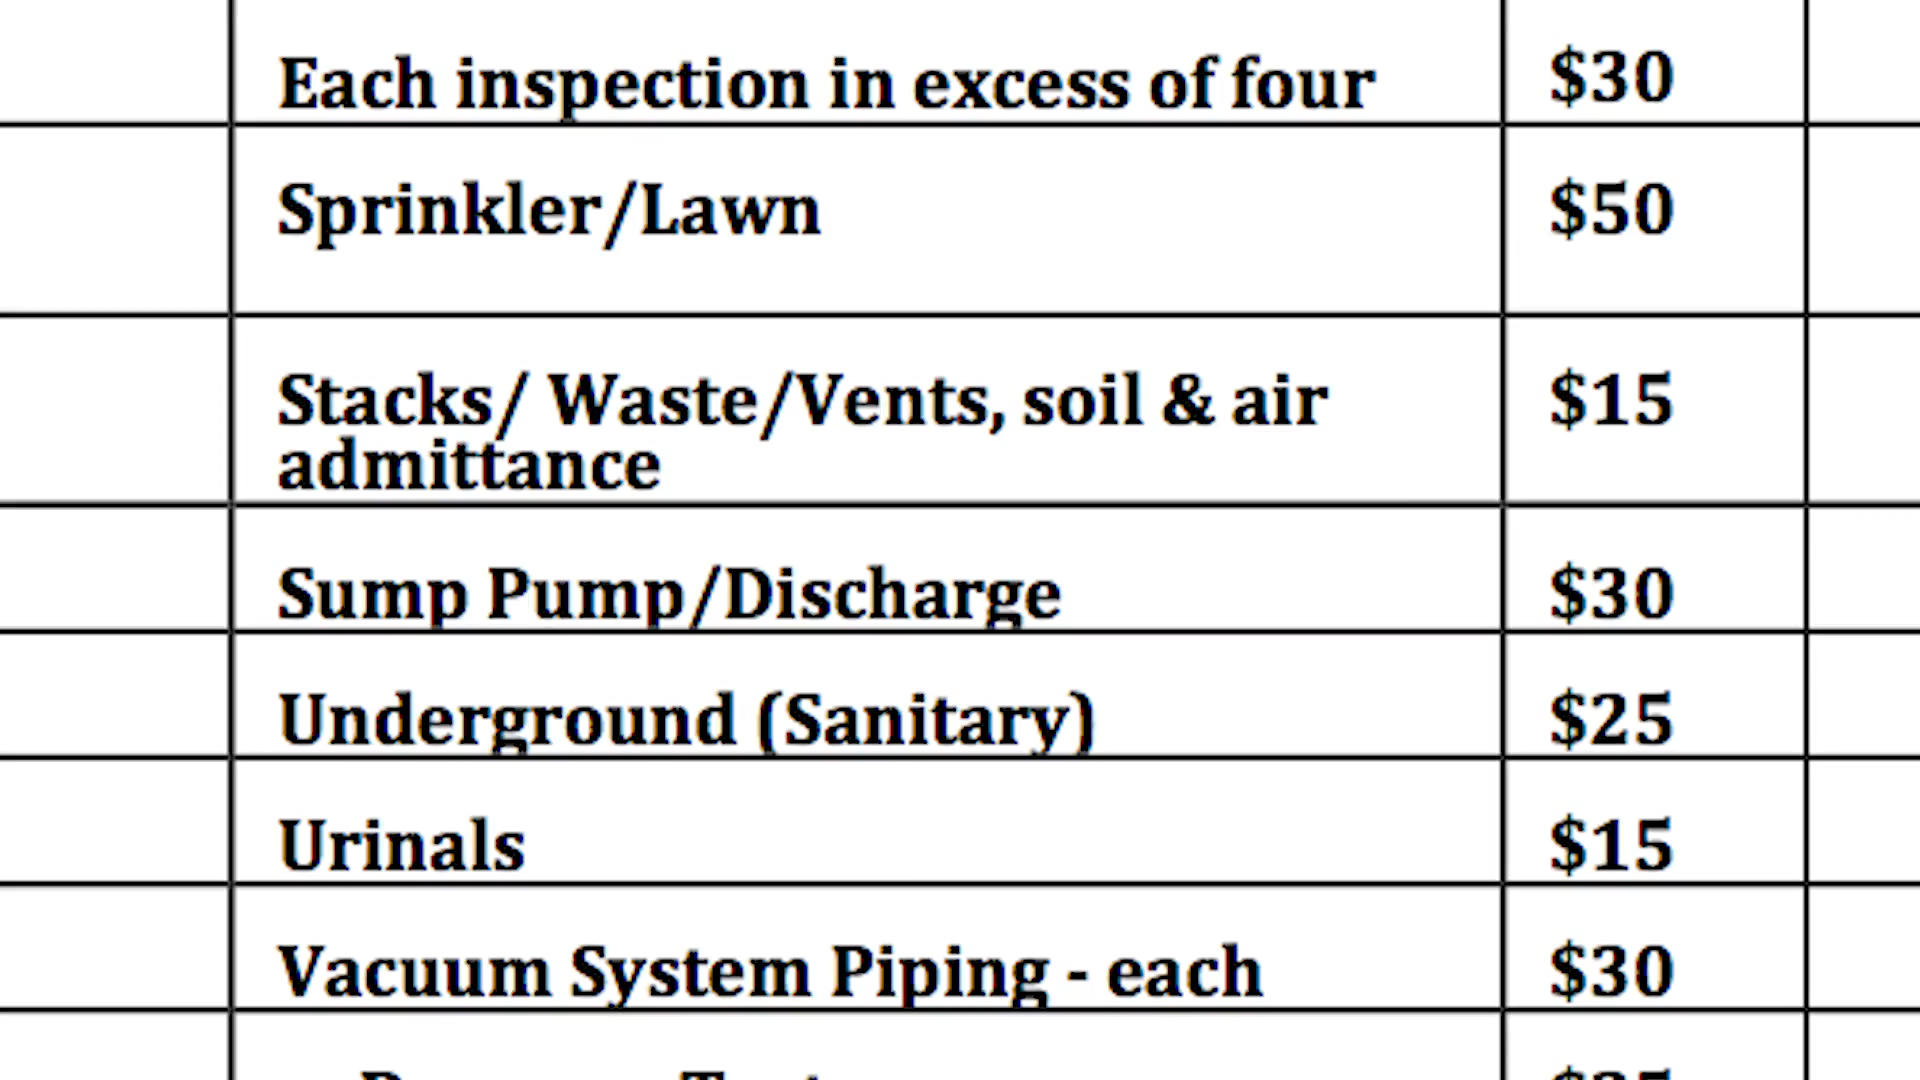 Each inspection in excess of four $30
Sprinkler/Lawn $50
Stacks/ Waste/Vents, soil & air $15
admittance
Sump Pump/Discharge $30
Underground (Sanitary) $25
Urinals $15
Vacuum System Piping - each $30